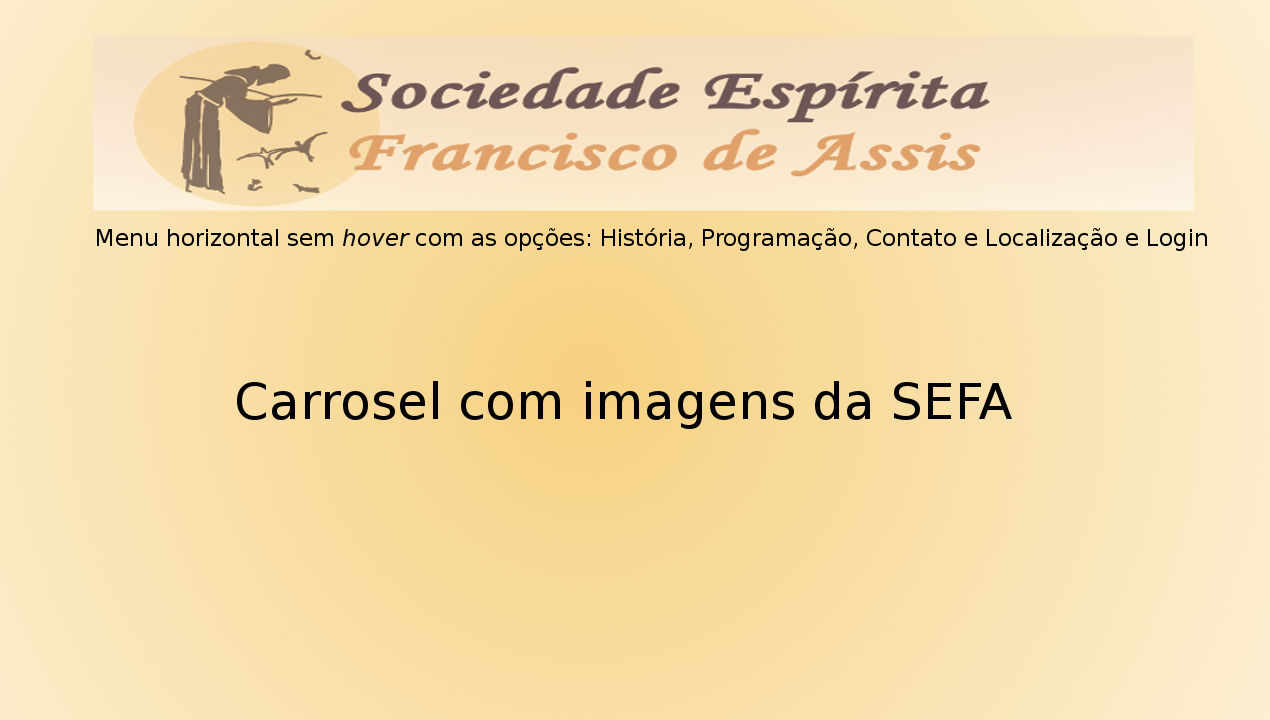 Sociedade Espírita
Francisco de Assis
Menu horizontal sem hover com as opções: História, Programação, Contato e Localização e Login
Carrosel com imagens da SEFA